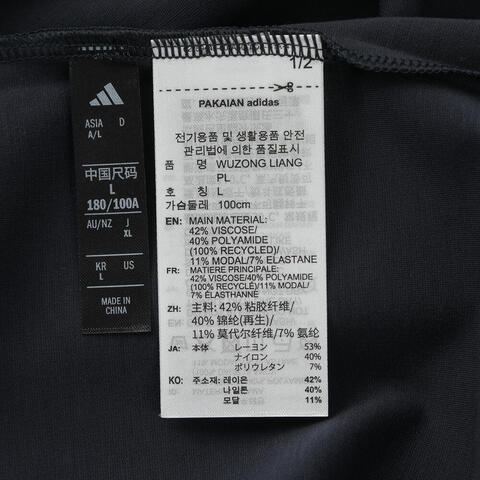 ASIA D
A/L
中国尺码
L
180/100A
AU/NZ J
L XL
KR US
L
MADE IN
CHINA
1/2
PAKAIAN adidas
전기용품 및 생활용품 안전
관리법에 의한 품질표시
품 명 WUZONG LIANG
PL
호 칭 L
가슴둘레 100cm
EN: MAIN MATERIAL:
42% VISCOSE/
40% POLYAMIDE
(100% RECYCLED)/
11% MODAL/7% ELASTANE
FR: MATIERE PRINCIPALE:
42% VISCOSE/40% POLYAMIDE
(100% RECYCLÉ)/11% MODAL/
7% ÉLASTHANNE
ZH: 主料: 42% 粘胶纤维/
40% 锦纶(再生)/
11% 莫代尔纤维/7% 氨纶
JA: 本体 レーヨン 53%
ナイロン 40%
ポリウレタン 7%
KO: 주소재: 레이온 42%
나일론 40%
모달 11%